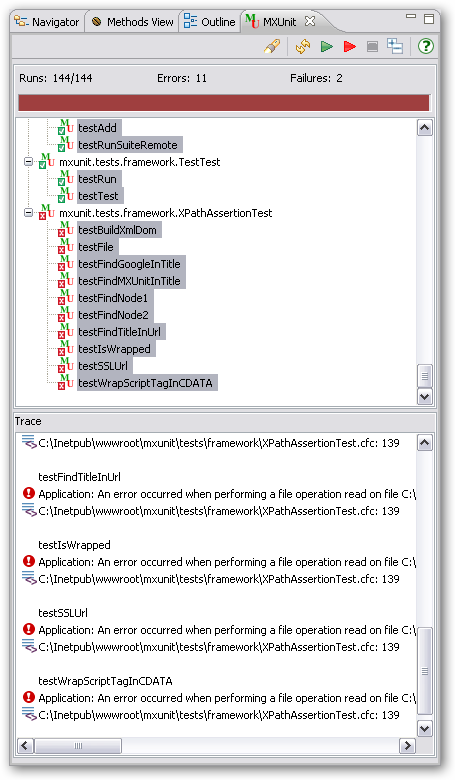 Navigator Methods View Outline MXUnit
Runs: 144/144 Errors: 11 Failures: 2
testAdd
testRunSuiteRemote
mxunit.tests.framework.TestTest
testRun
testTest
mxunit.tests.framework.XPathAssertionTest
testBuildXmlDom
testFile
testFindGoogleInTitle
testFindMXUnitInTitle
testFindNode1
testFindNode2
testFindTitleInUrl
testIsWrapped
testSSLUrl
testWrapScriptTagInCDATA
Trace
C:\Inetpub\wwwroot\mxunit\tests\framework\XPathAssertionTest.cfc: 139
testFindTitleInUrl
Application: An error occurred when performing a file operation read on file C:\
C:\Inetpub\wwwroot\mxunit\tests\framework\XPathAssertionTest.cfc: 139
testIsWrapped
Application: An error occurred when performing a file operation read on file C:\
C:\Inetpub\wwwroot\mxunit\tests\framework\XPathAssertionTest.cfc: 139
testSSLUrl
Application: An error occurred when performing a file operation read on file C:\
C:\Inetpub\wwwroot\mxunit\tests\framework\XPathAssertionTest.cfc: 139
testWrapScriptTagInCDATA
Application: An error occurred when performing a file operation read on file C:\
C:\Inetpub\wwwroot\mxunit\tests\framework\XPathAssertionTest.cfc: 139